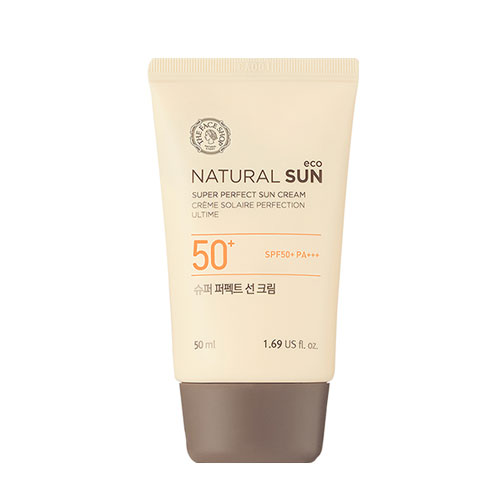 THE FACE SHOP
eco
NATURAL SUN
SUPER PERFECT SUN CREAM
CRÈME SOLAIRE PERFECTION
ULTIME
50+
SPF50+ PA+++
슈퍼 퍼펙트 선 크림
50 ml
1.69 US fl. oz.